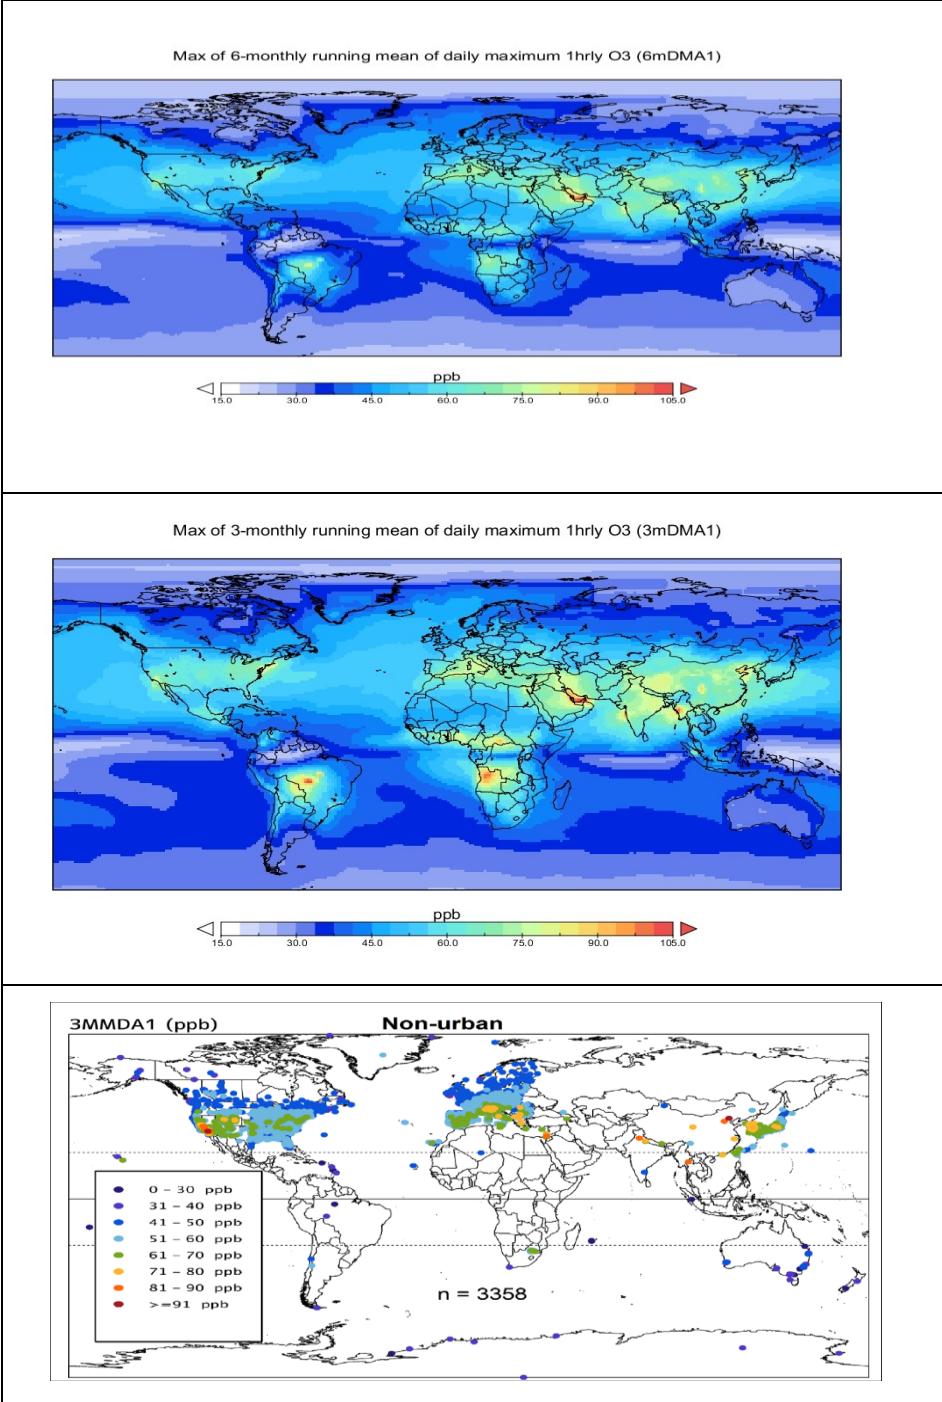 Max of 6-monthly running mean of daily maximum 1hrly O3 (6mDMA1)
ppb
15.0 30.0 45.0 60.0 75.0 90.0 105.0
Max of 3-monthly running mean of daily maximum 1hrly O3 (3mDMA1)
ppb
15.0 30.0 45.0 60.0 75.0 90.0 105.0
3MMDA1 (ppb) Non-urban
0 – 30 ppb
31 – 40 ppb
41 – 50 ppb
51 – 60 ppb
61 – 70 ppb
71 – 80 ppb
81 – 90 ppb
>=91 ppb
n = 3358